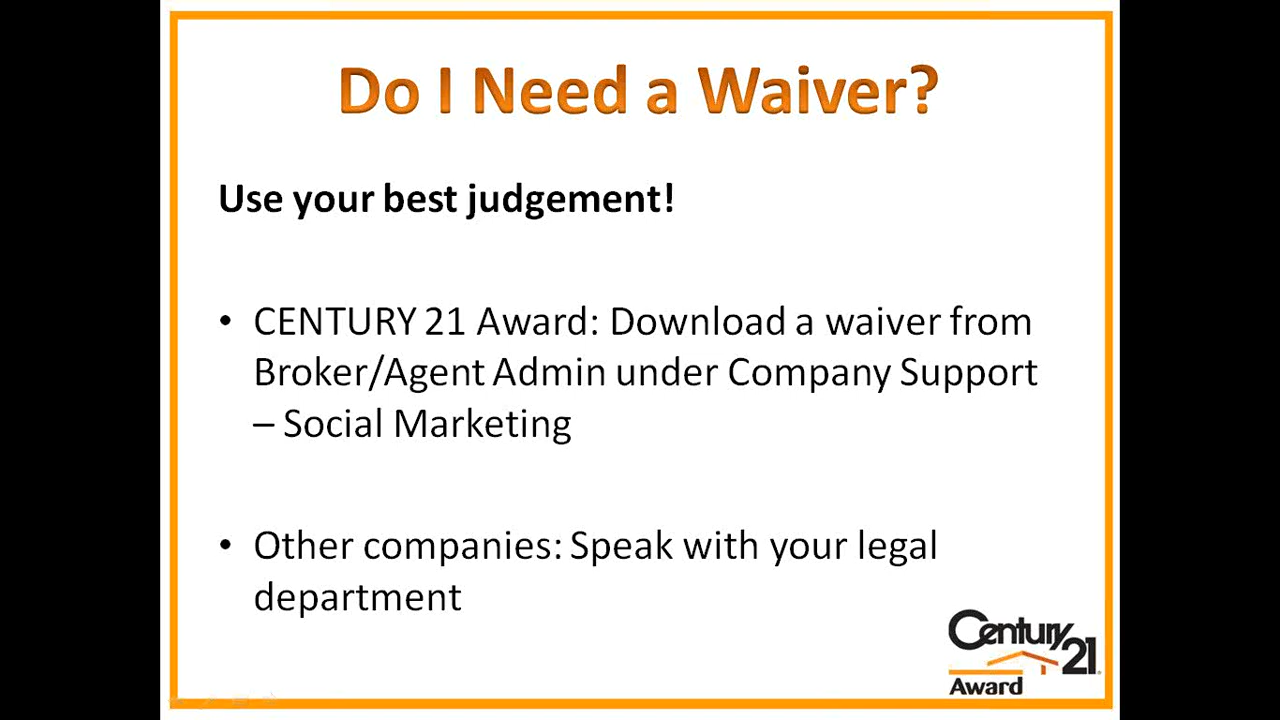 Do I Need a Waiver?
Use your best judgement!
• CENTURY 21 Award: Download a waiver from
Broker/Agent Admin under Company Support
– Social Marketing
• Other companies: Speak with your legal
department
Century 21
Award